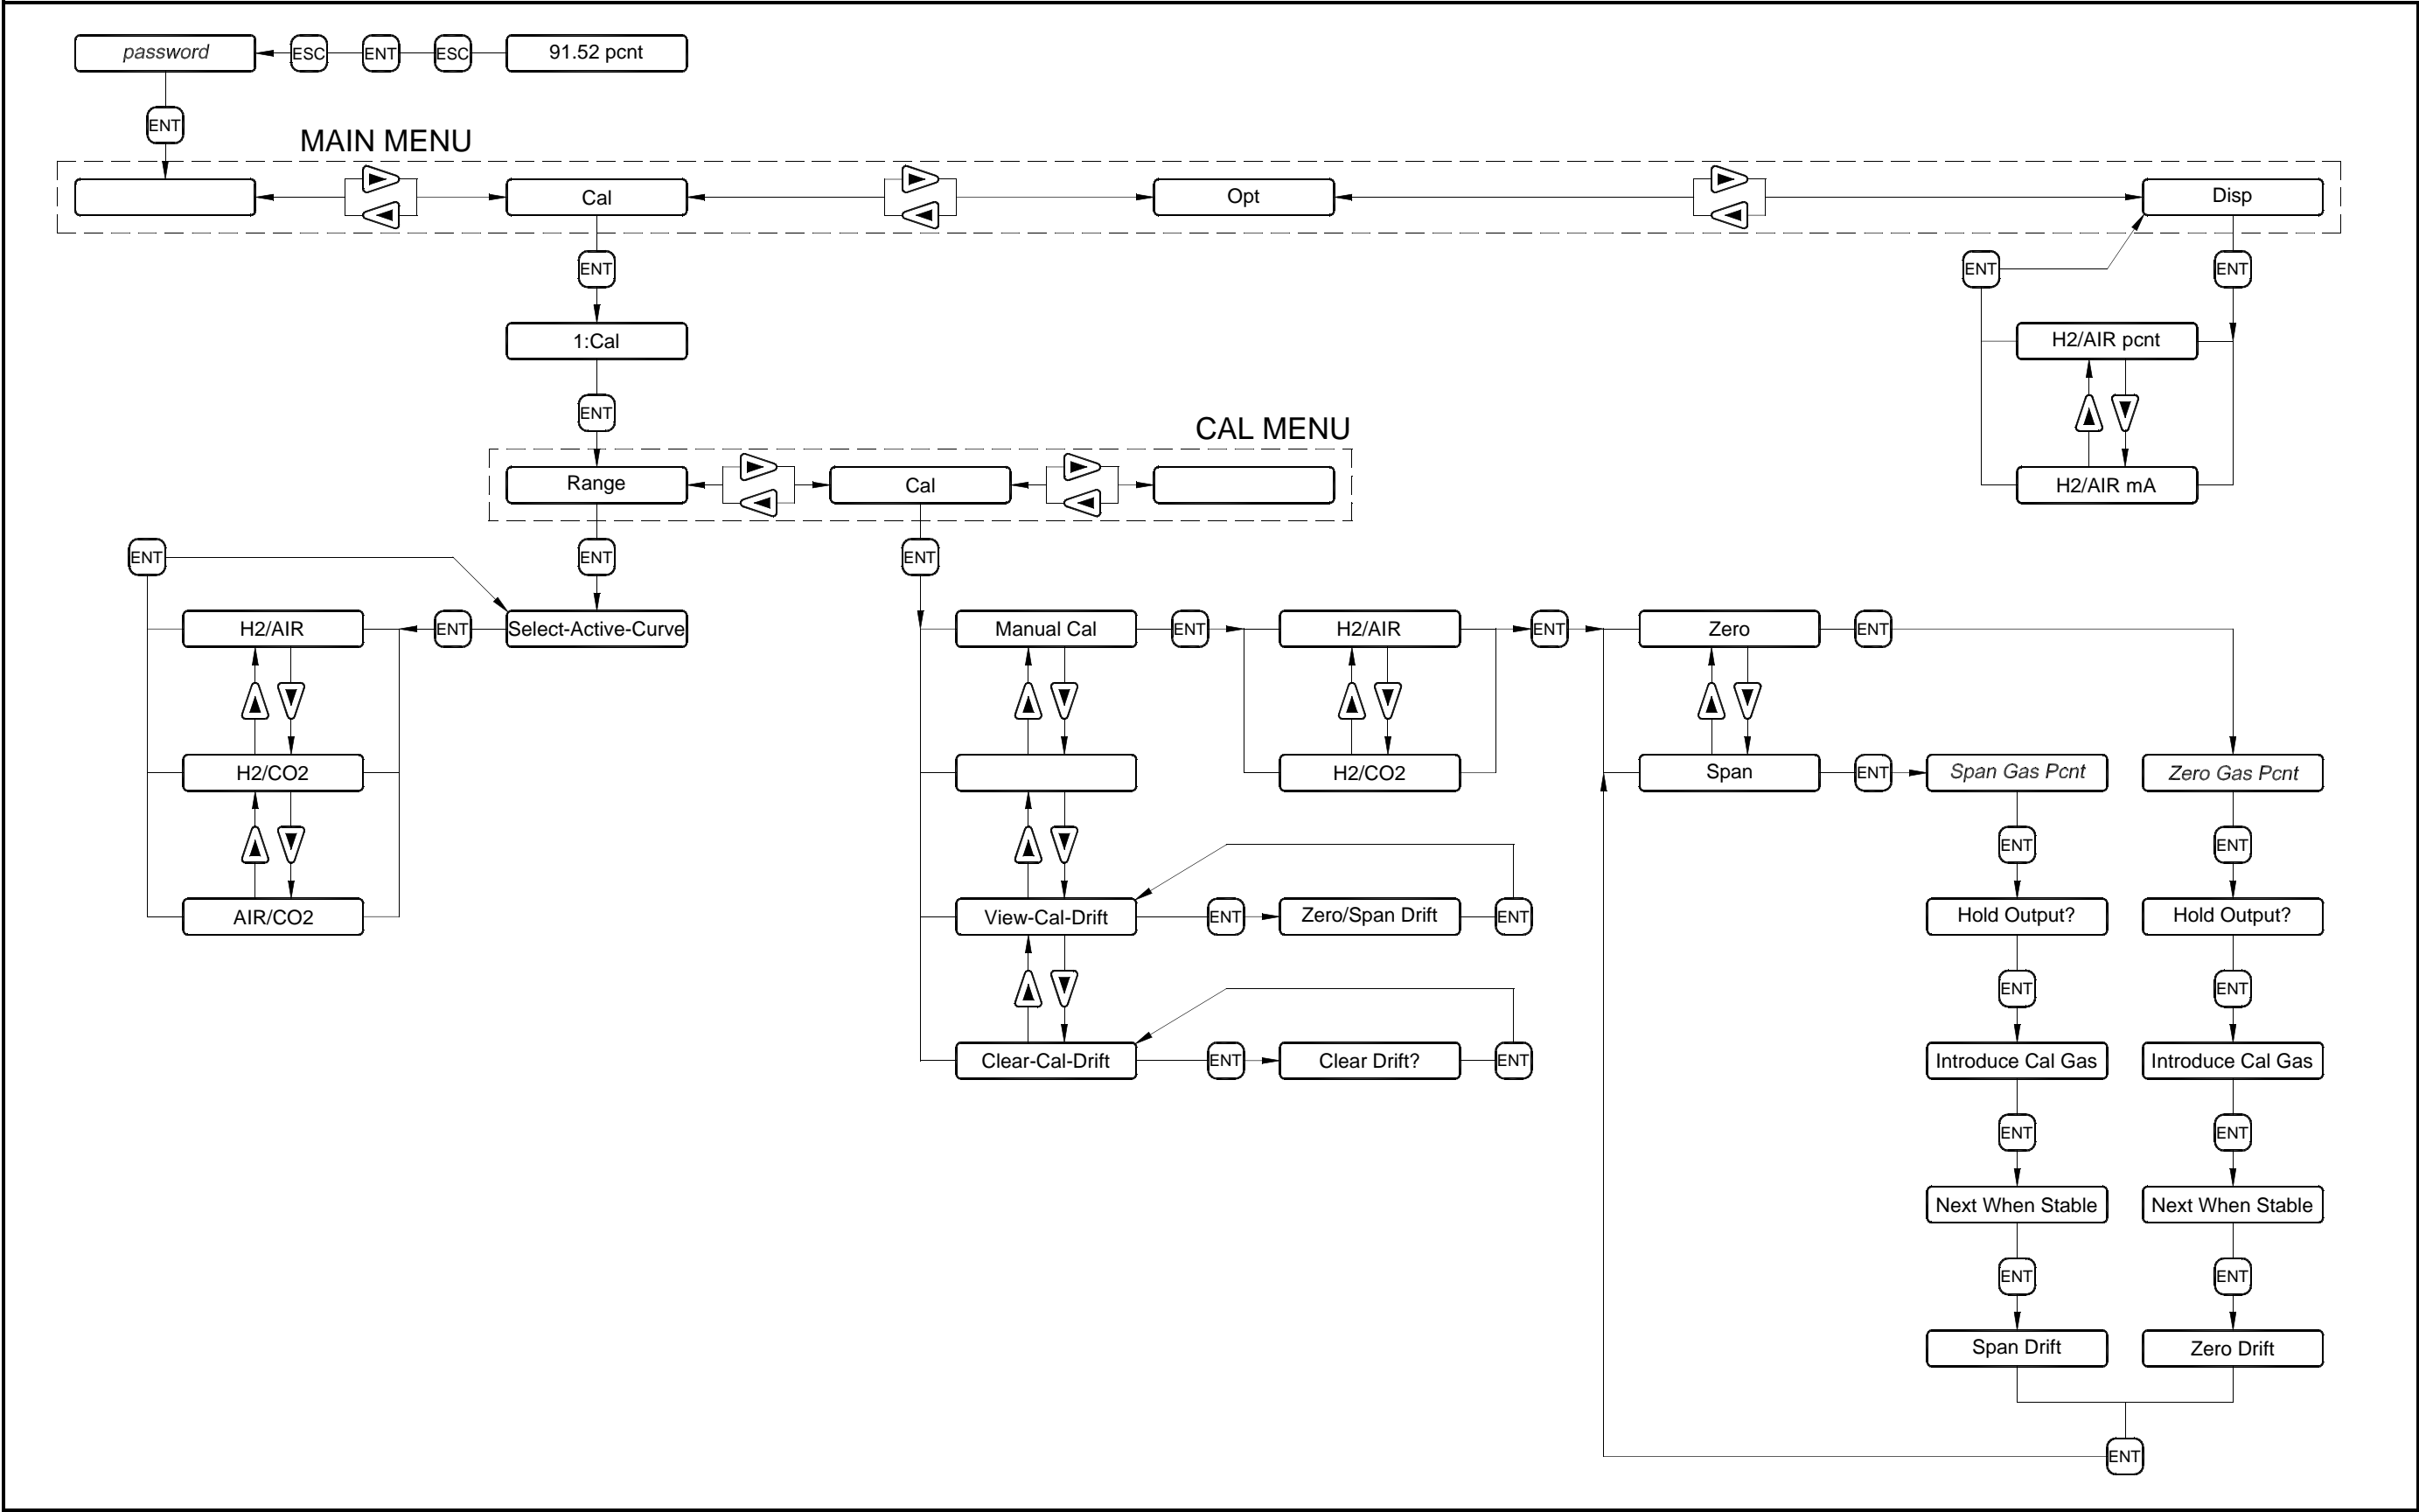 password
ESC
ENT
ESC
91.52 pcnt
ENT
MAIN MENU
Cal
Opt
Disp
ENT
ENT
ENT
1:Cal
H2/AIR pcnt
ENT
CAL MENU
Range
Cal
H2/AIR mA
ENT
ENT
ENT
H2/AIR
ENT
Select-Active-Curve
Manual Cal
ENT
H2/AIR
ENT
Zero
ENT
H2/CO2
H2/CO2
Span
ENT
Span Gas Pcnt
Zero Gas Pcnt
ENT
ENT
AIR/CO2
View-Cal-Drift
ENT
Zero/Span Drift
ENT
Hold Output?
Hold Output?
ENT
ENT
Clear-Cal-Drift
ENT
Clear Drift?
ENT
Introduce Cal Gas
Introduce Cal Gas
ENT
ENT
Next When Stable
Next When Stable
ENT
ENT
Span Drift
Zero Drift
ENT